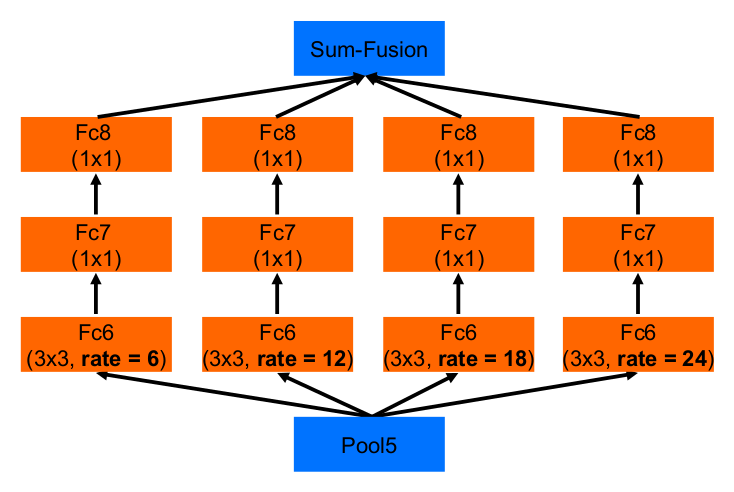 Sum-Fusion
Fc8
(1x1)
Fc8
(1x1)
Fc8
(1x1)
Fc8
(1x1)
Fc7
(1x1)
Fc7
(1x1)
Fc7
(1x1)
Fc7
(1x1)
Fc6
(3x3, rate = 6)
Fc6
(3x3, rate = 12)
Fc6
(3x3, rate = 18)
Fc6
(3x3, rate = 24)
Pool5